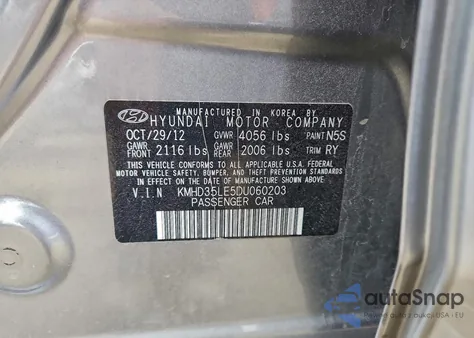 MANUFACTURED IN KOREA BY
HYUNDAI MOTOR COMPANY
OCT/29/12 GVWR 4056 lbs PAINT N5S
GAWR FRONT 2116 lbs GAWR REAR 2006 lbs TRIM RY
THIS VEHICLE CONFORMS TO ALL APPLICABLE U.S. FEDERAL
MOTOR VEHICLE SAFETY, BUMPER, AND THEFT PREVENTION STANDARDS
IN EFFECT ON THE DATE OF MANUFACTURE SHOWN ABOVE.
V.I.N KMHD35LE5DU060203
PASSENGER CAR
autoSnap